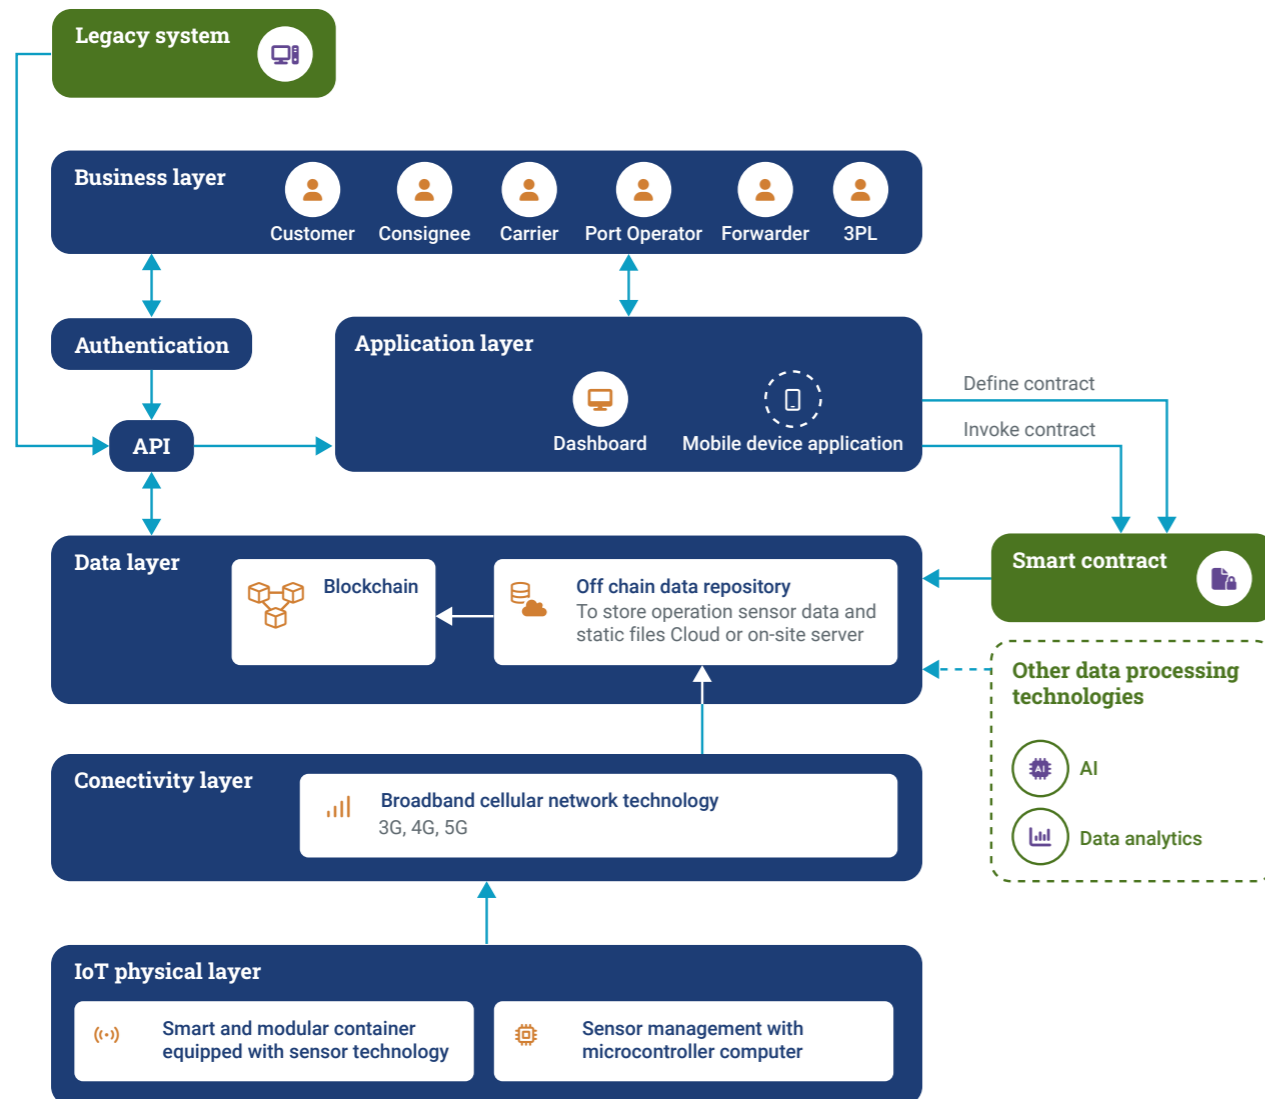 Legacy system
Business layer
Customer
Consignee
Carrier
Port Operator
Forwarder
3PL
Authentication
Application layer
Dashboard
Mobile device application
Define contract
Invoke contract
API
Data layer
Blockchain
Off chain data repository
To store operation sensor data and
static files Cloud or on-site server
Smart contract
Other data processing
technologies
AI
AI
Data analytics
Conectivity layer
Broadband cellular network technology
3G, 4G, 5G
IoT physical layer
Smart and modular container
equipped with sensor technology
Sensor management with
microcontroller computer